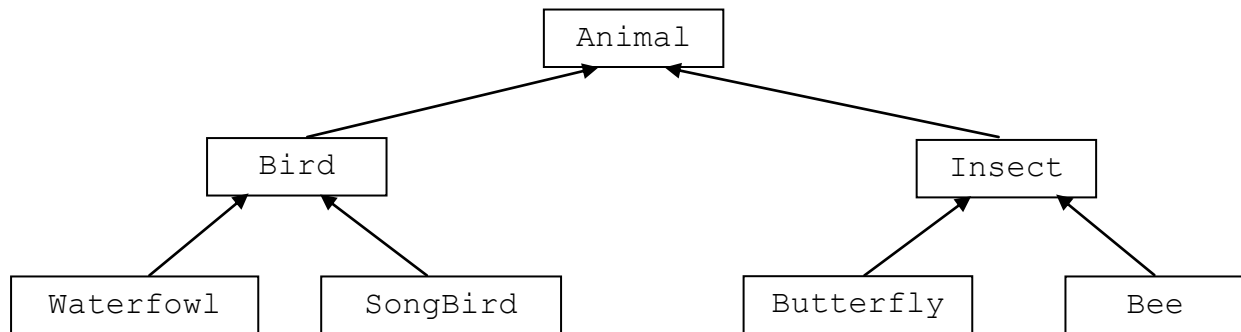 Animal
Bird
Insect
Waterfowl
SongBird
Butterfly
Bee